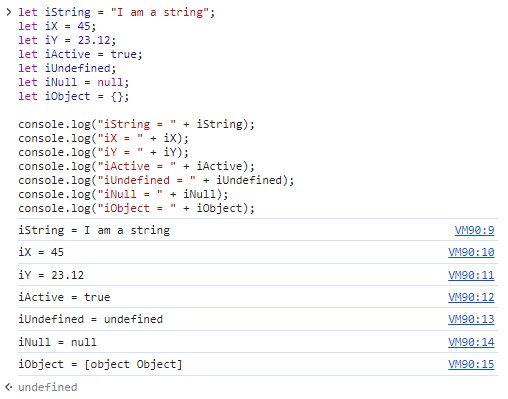 > let iString = "I am a string";
let iX = 45;
let iY = 23.12;
let iActive = true;
let iUndefined;
let iNull = null;
let iObject = {};

console.log("iString = " + iString);
console.log("iX = " + iX);
console.log("iY = " + iY);
console.log("iActive = " + iActive);
console.log("iUndefined = " + iUndefined);
console.log("iNull = " + iNull);
console.log("iObject = " + iObject);
iString = I am a string VM90:9
iX = 45 VM90:10
iY = 23.12 VM90:11
iActive = true VM90:12
iUndefined = undefined VM90:13
iNull = null VM90:14
iObject = [object Object] VM90:15
undefined